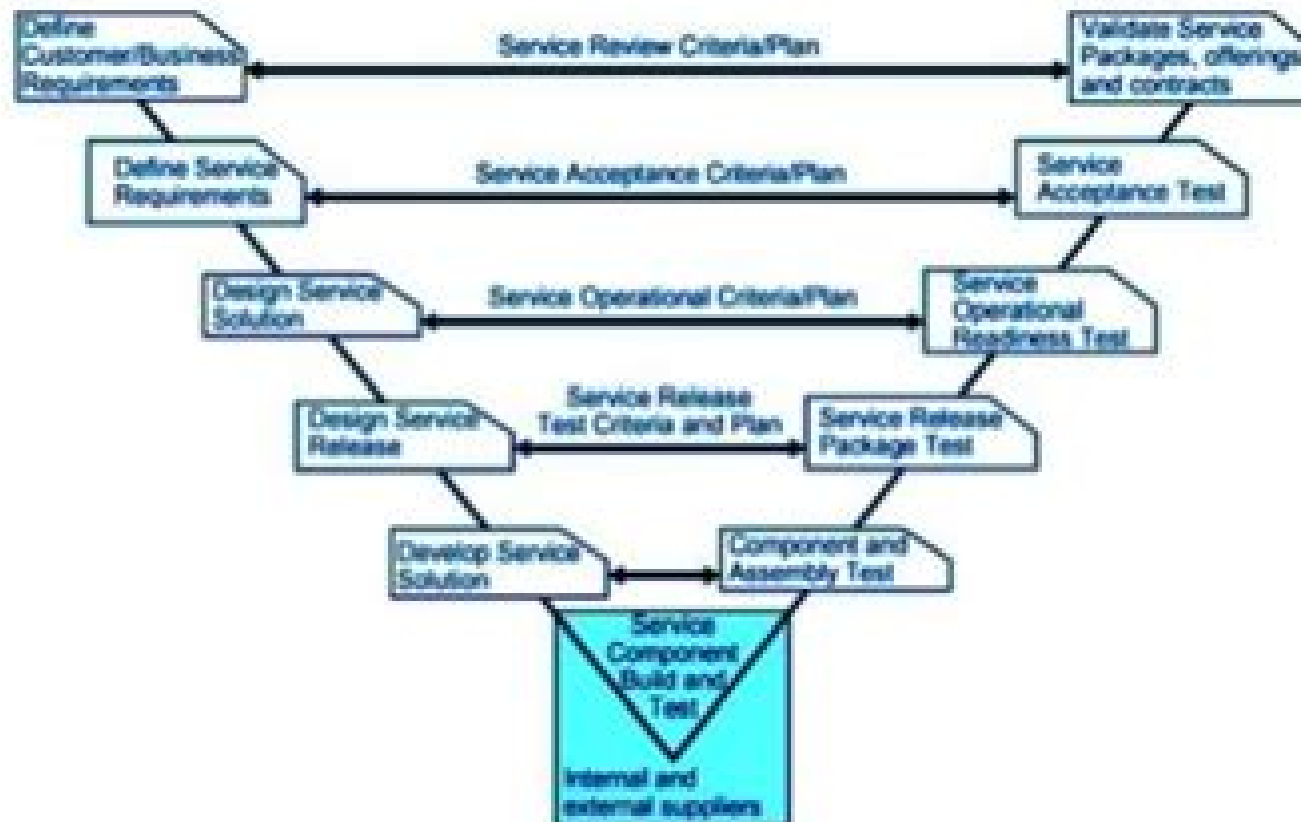 Define
Customer/Business
Requirements
Service Review Criteria/Plan
Validate Service
Packages, offerings
and contracts
Define Service
Requirements
Service Acceptance Criteria/Plan
Service
Acceptance Test
Design Service
Solution
Service Operational Criteria/Plan
Service
Operational
Readiness Test
Design Service
Release
Service Release
Test Criteria and Plan
Service Release
Package Test
Develop Service
Solution
Component and
Assembly Test
Service
Component
Build and
Test
Internal and
external suppliers